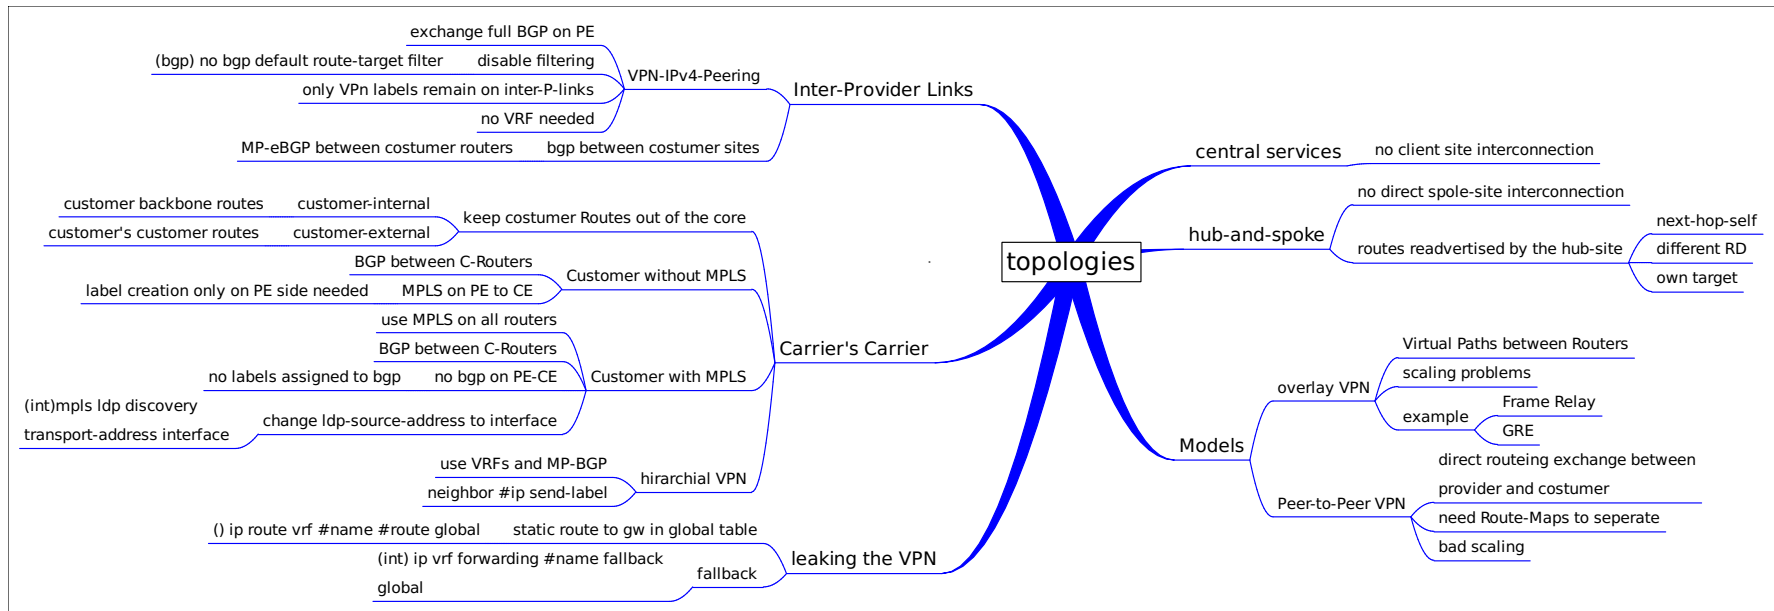 topologies
Inter-Provider Links
VPN-IPv4-Peering
exchange full BGP on PE
disable filtering
(bgp) no bgp default route-target filter
only VPn labels remain on inter-P-links
no VRF needed
bgp between costumer sites
MP-eBGP between costumer routers
Carrier's Carrier
keep costumer Routes out of the core
customer-internal
customer backbone routes
customer-external
customer's customer routes
Customer without MPLS
BGP between C-Routers
MPLS on PE to CE
label creation only on PE side needed
Customer with MPLS
use MPLS on all routers
BGP between C-Routers
no bgp on PE-CE
no labels assigned to bgp
change ldp-source-address to interface
(int)mpls ldp discovery
transport-address interface
hirarchial VPN
use VRFs and MP-BGP
neighbor #ip send-label
leaking the VPN
static route to gw in global table
() ip route vrf #name #route global
fallback
(int) ip vrf forwarding #name fallback
global
central services
no client site interconnection
hub-and-spoke
no direct spole-site interconnection
routes readvertised by the hub-site
next-hop-self
different RD
own target
Models
overlay VPN
Virtual Paths between Routers
scaling problems
example
Frame Relay
GRE
Peer-to-Peer VPN
direct routeing exchange between
provider and costumer
need Route-Maps to seperate
bad scaling